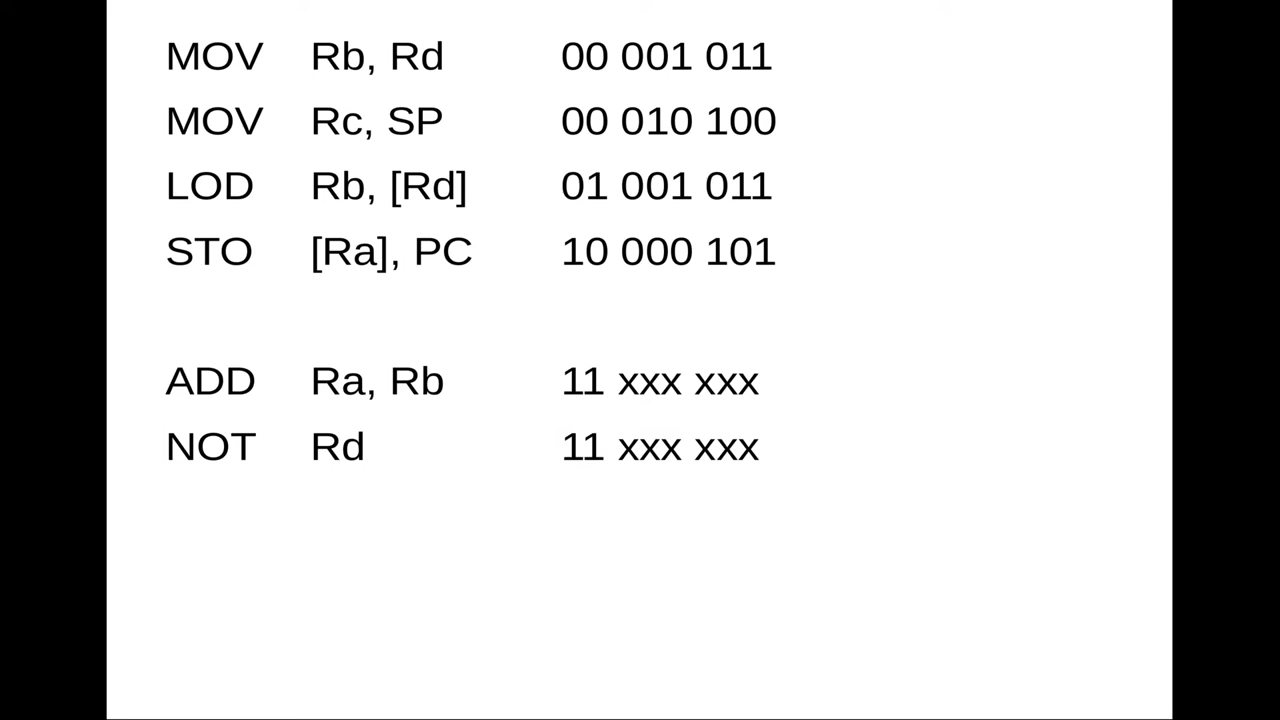 MOV Rb, Rd 00 001 011
MOV Rc, SP 00 010 100
LOD Rb, [Rd] 01 001 011
STO [Ra], PC 10 000 101
ADD Ra, Rb 11 xxx xxx
NOT Rd 11 xxx xxx